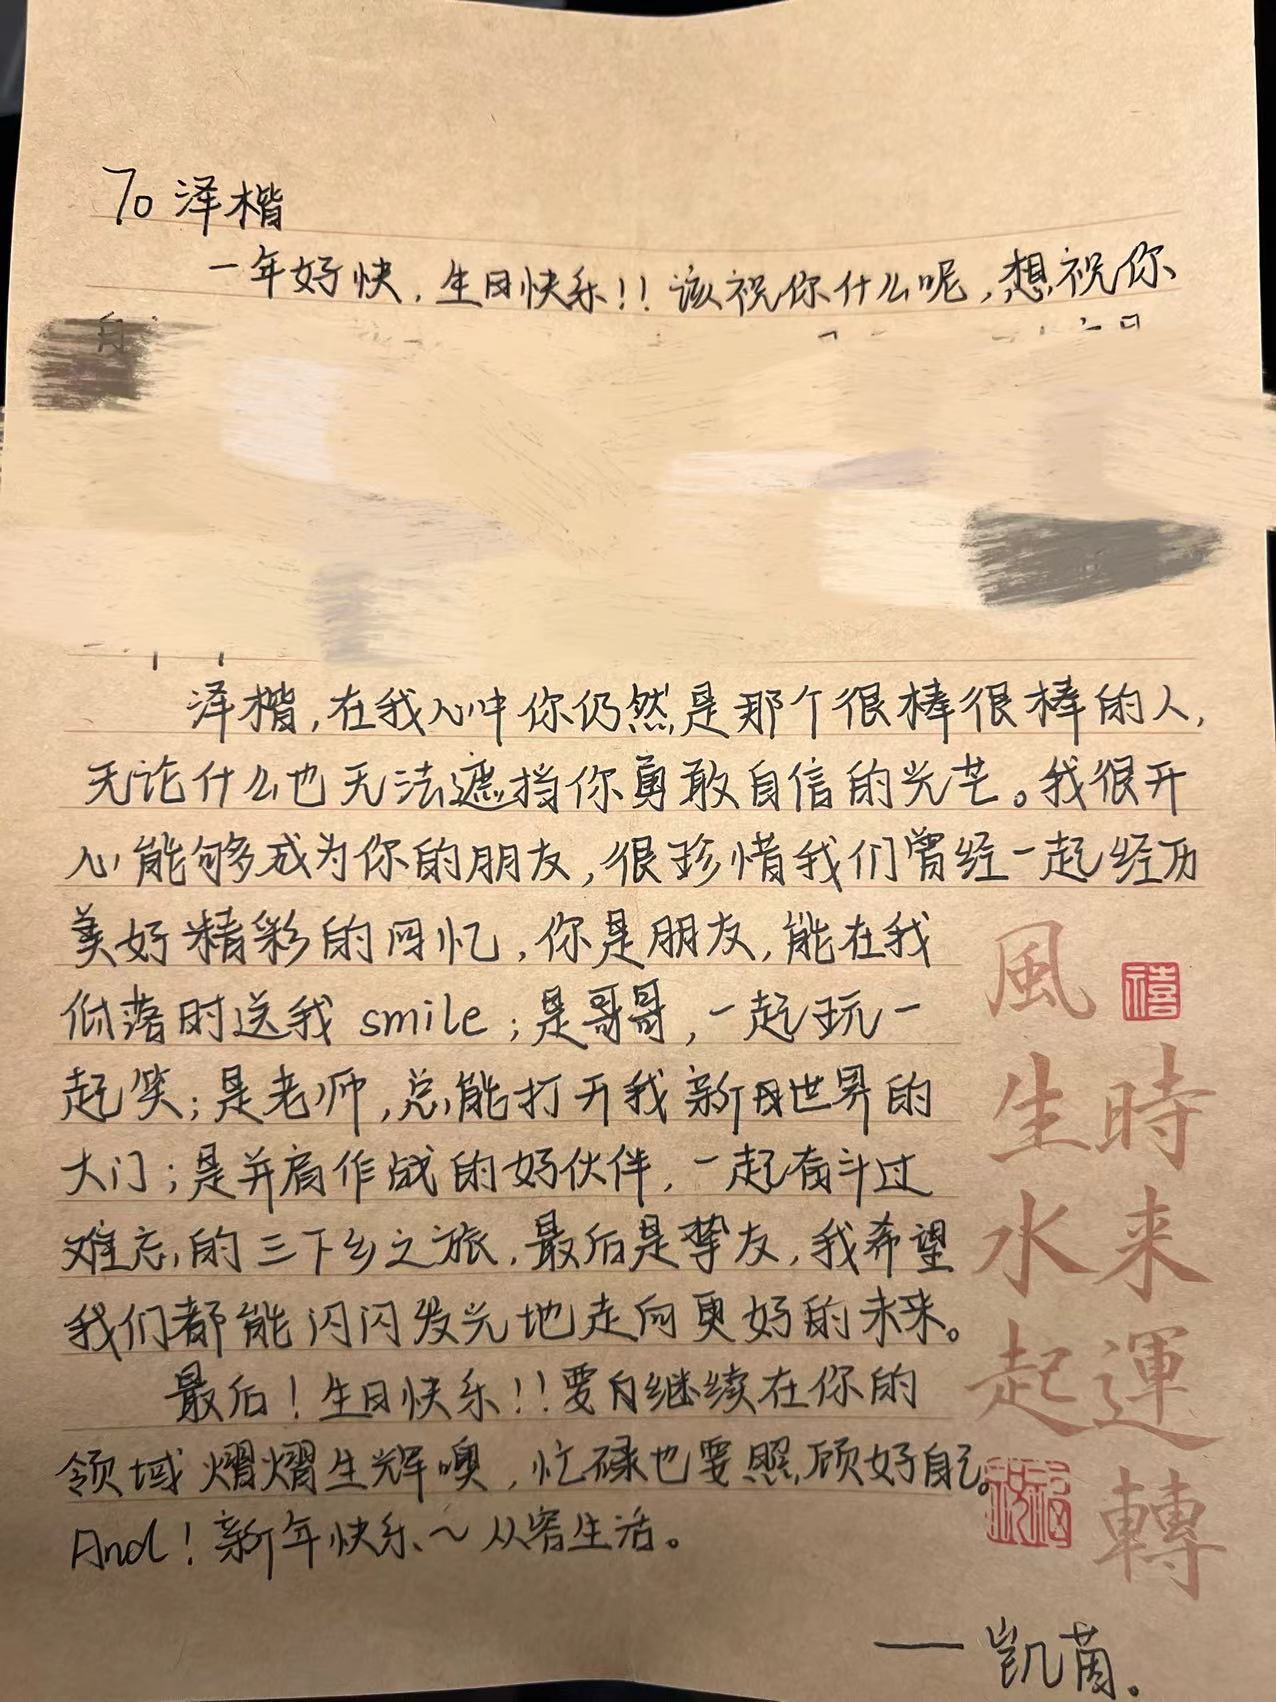 To 泽楷
一年好快，生日快乐！！该祝你什么呢，想祝你
泽楷，在我心中你仍然是那个很棒很棒的人，
无论什么也无法遮挡你勇敢自信的光芒。我很开
心能够成为你的朋友，很珍惜我们曾经一起经历
美好精彩的回忆，你是朋友，能在我
低落时送我 smile；是哥哥，一起玩一
起笑；是老师，总能打开我新世界的
大门；是并肩作战的好伙伴，一起奋斗过
难忘的三下乡之旅，最后是挚友，我希望
我们都能闪闪发光地走向更好的未来。
最后！生日快乐！！要继续在你的
领域熠熠生辉噢，忙碌也要照顾好自己。
And！新年快乐～从容生活。
——凯茵.
禧
時来運轉
風生水起